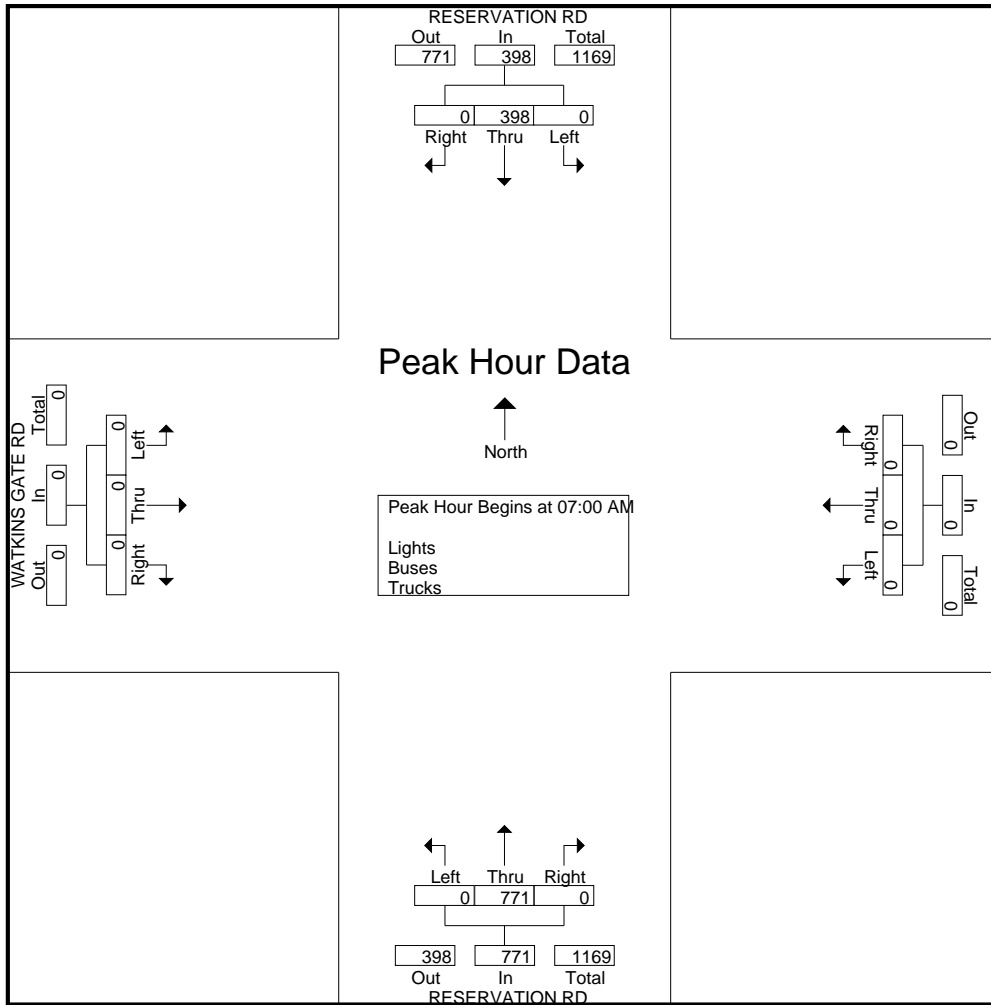 RESERVATION RD
Out In Total
771 398 1169
0 398 0
Right Thru Left
Peak Hour Data
North
Peak Hour Begins at 07:00 AM
Lights
Buses
Trucks
WATKINS GATE RD
Total In Out
0 0 0
0 0 0
Left Thru Right
Right Thru Left
0 0 0
Out In Total
0 0 0
Left Thru Right
0 771 0
398 771 1169
Out In Total
RESERVATION RD